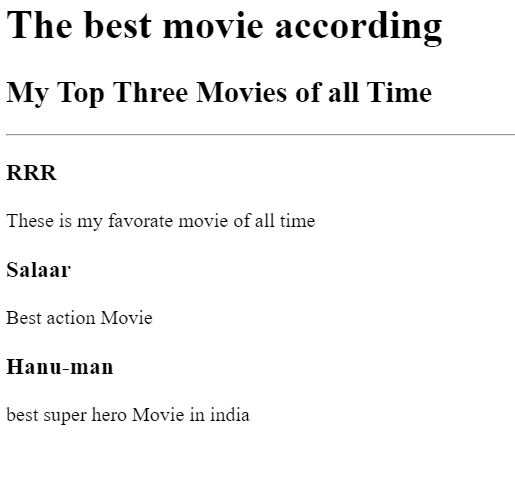 The best movie according
My Top Three Movies of all Time
RRR
These is my favorate movie of all time
Salaar
Best action Movie
Hanu-man
best super hero Movie in india